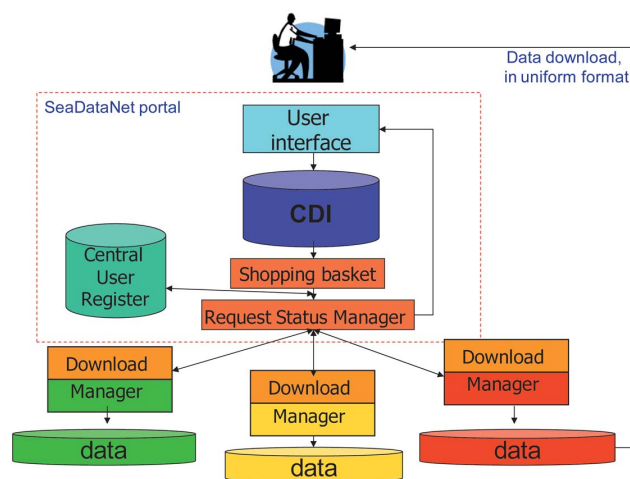 Data download,
in uniform format
SeaDataNet portal
User
interface
CDI
Central
User
Register
Shopping basket
Request Status Manager
Download
Manager
data
Download
Manager
data
Download
Manager
data